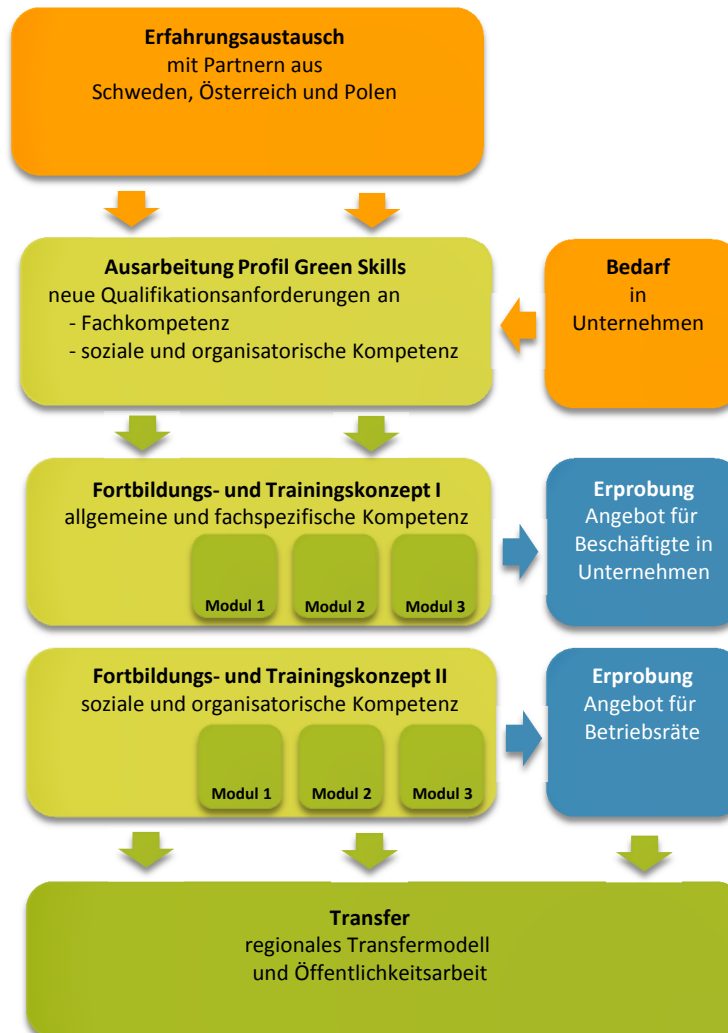 Erfahrungsaustausch
mit Partnern aus
Schweden, Österreich und Polen
Ausarbeitung Profil Green Skills
neue Qualifikationsanforderungen an
- Fachkompetenz
- soziale und organisatorische Kompetenz
Bedarf
in
Unternehmen
Fortbildungs- und Trainingskonzept I
allgemeine und fachspezifische Kompetenz
Modul 1
Modul 2
Modul 3
Erprobung
Angebot für
Beschäftigte in
Unternehmen
Fortbildungs- und Trainingskonzept II
soziale und organisatorische Kompetenz
Modul 1
Modul 2
Modul 3
Erprobung
Angebot für
Betriebsräte
Transfer
regionales Transfermodell
und Öffentlichkeitsarbeit